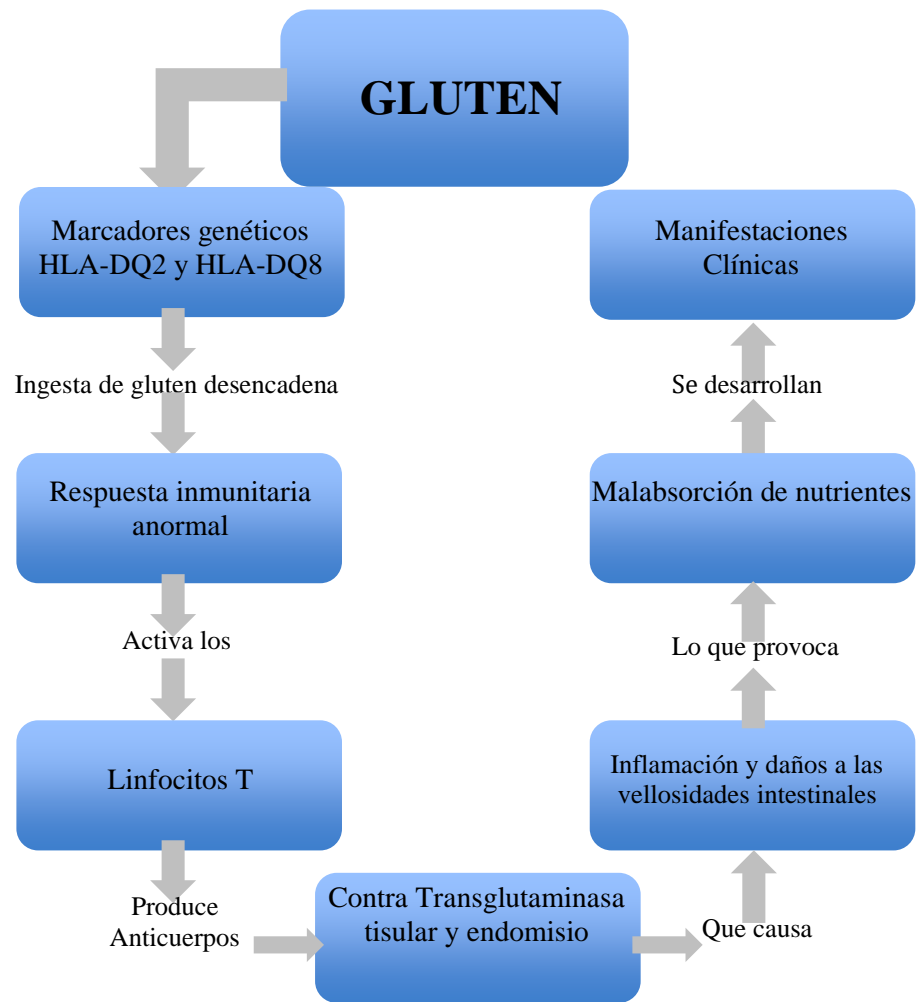 GLUTEN
Marcadores genéticos
HLA-DQ2 y HLA-DQ8
Ingesta de gluten desencadena
Respuesta inmunitaria
anormal
Activa los
Linfocitos T
Produce
Anticuerpos
Contra Transglutaminasa
tisular y endomisio
Que causa
Inflamación y daños a las
vellosidades intestinales
Lo que provoca
Malabsorción de nutrientes
Se desarrollan
Manifestaciones
Clínicas